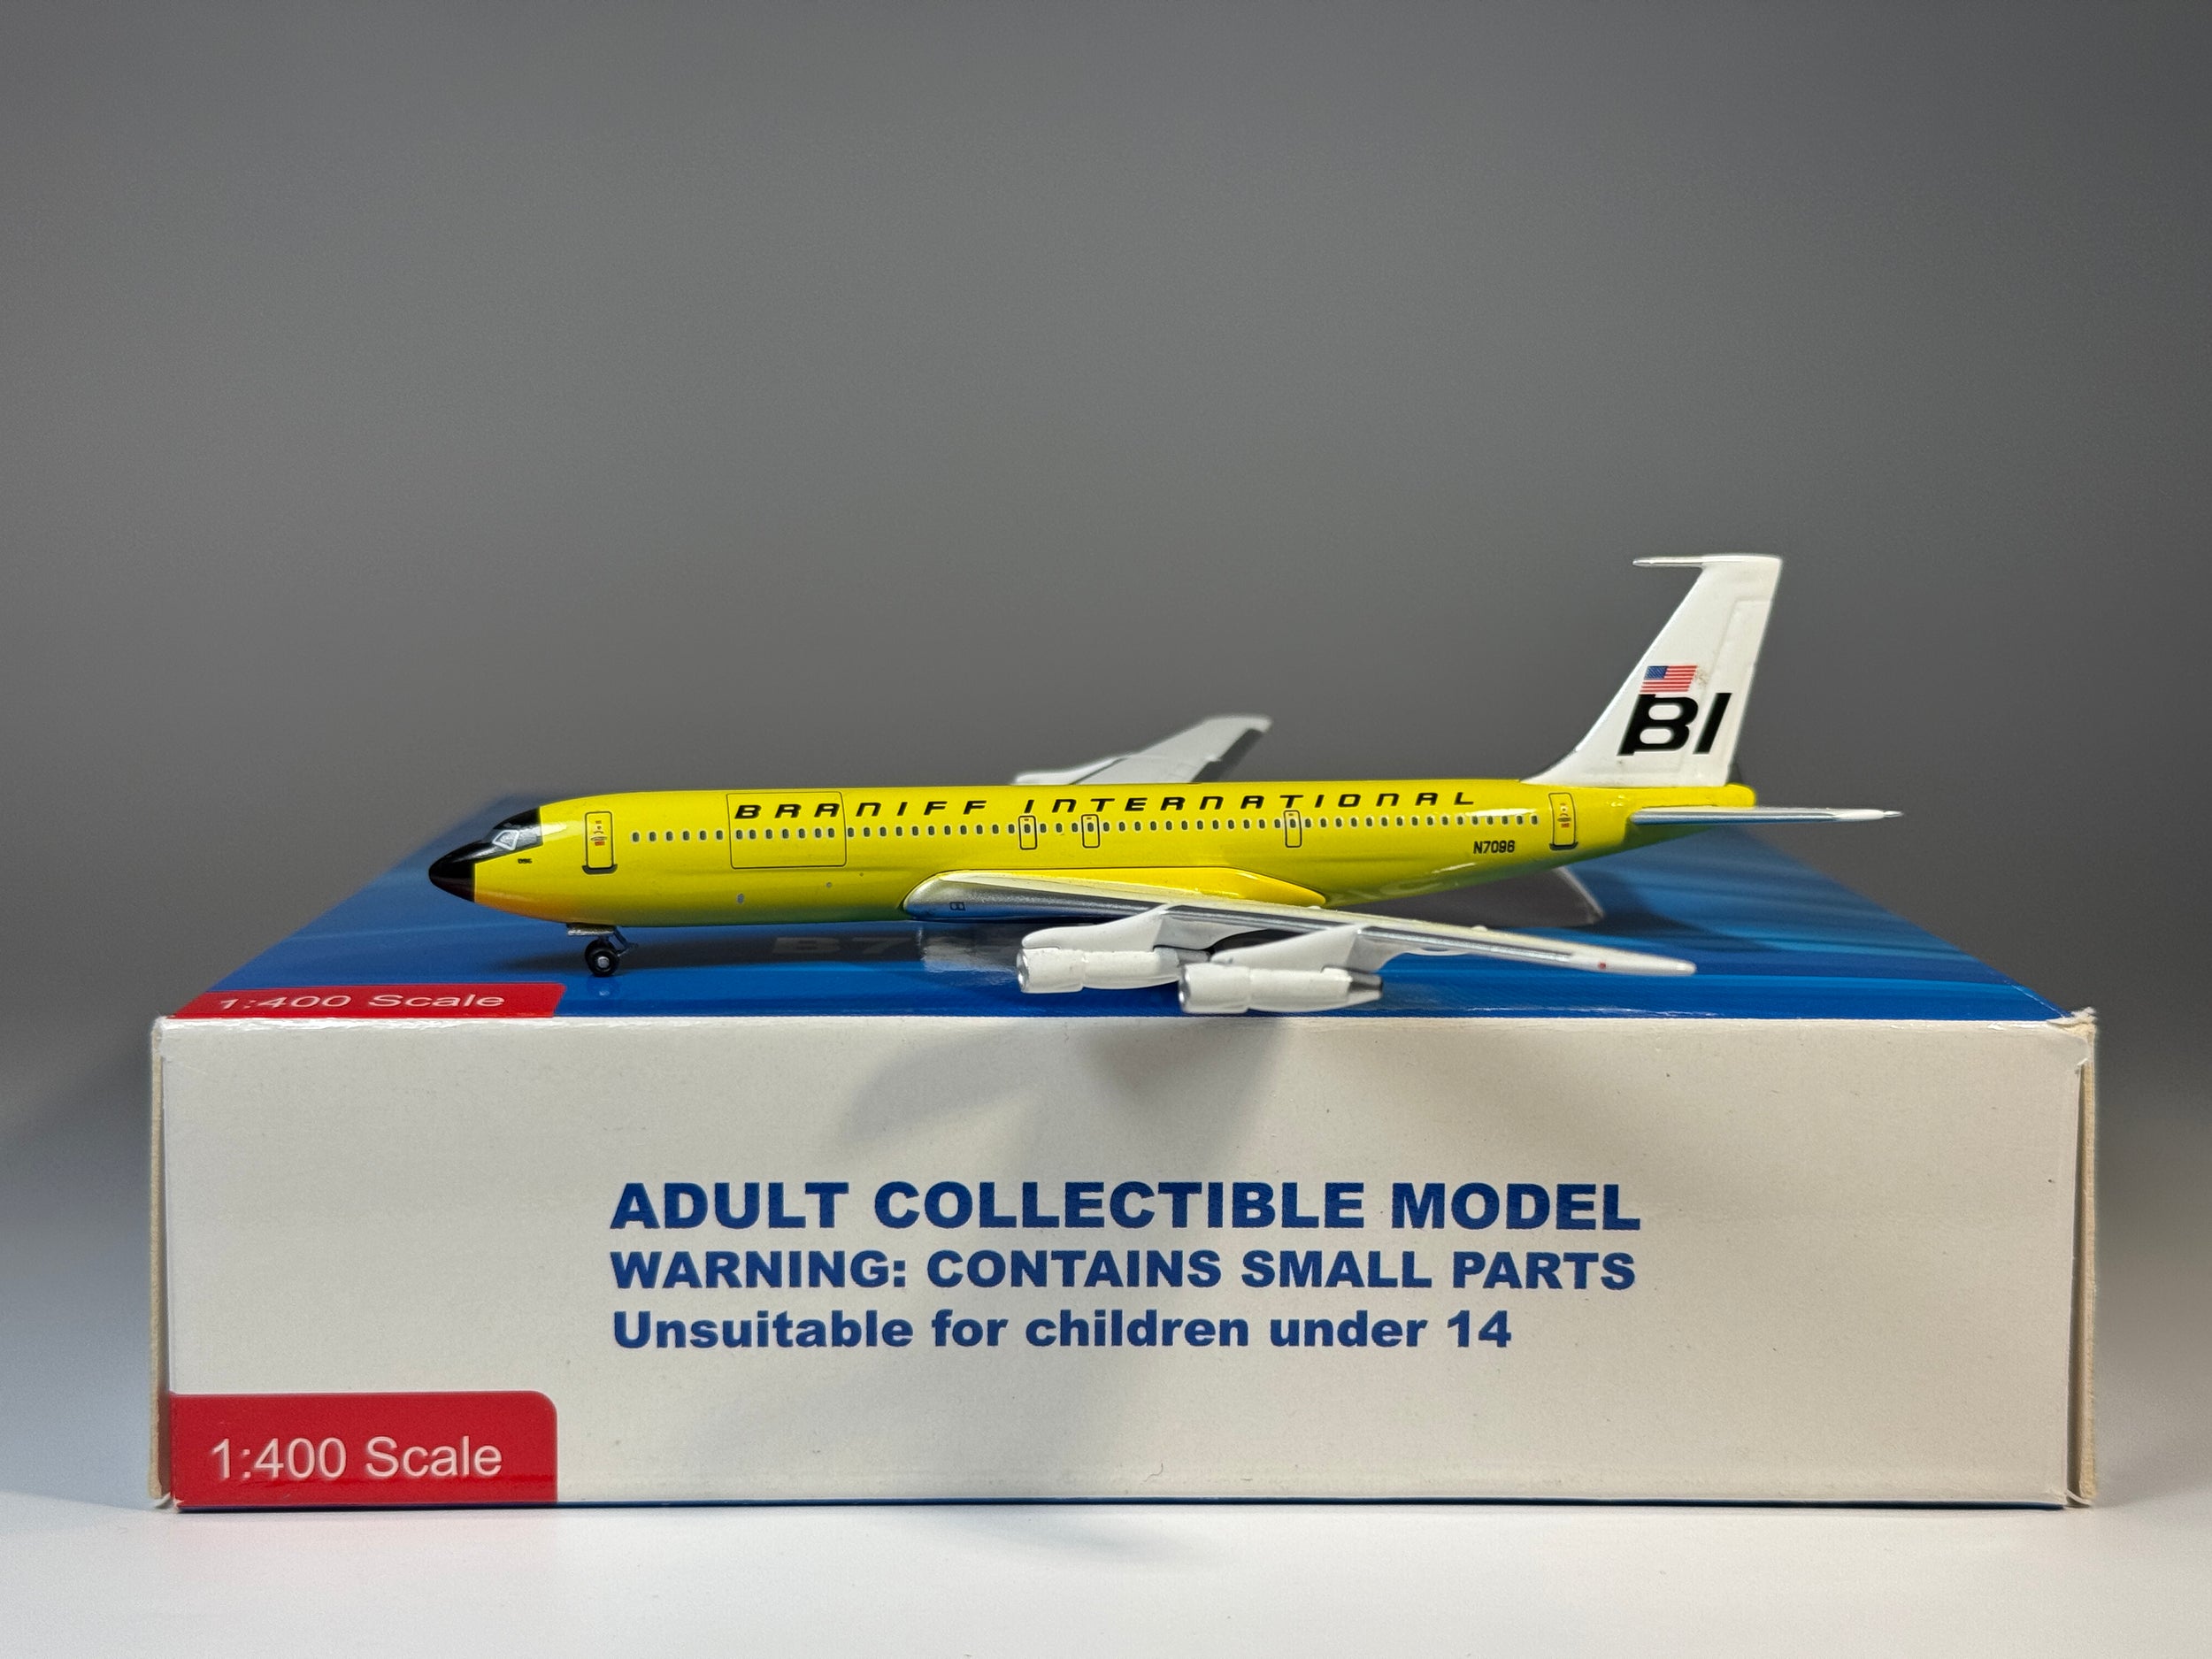 BI
BRANIFF INTERNATIONAL
N7096
1:400 Scale
ADULT COLLECTIBLE MODEL
WARNING: CONTAINS SMALL PARTS
Unsuitable for children under 14
1:400 Scale